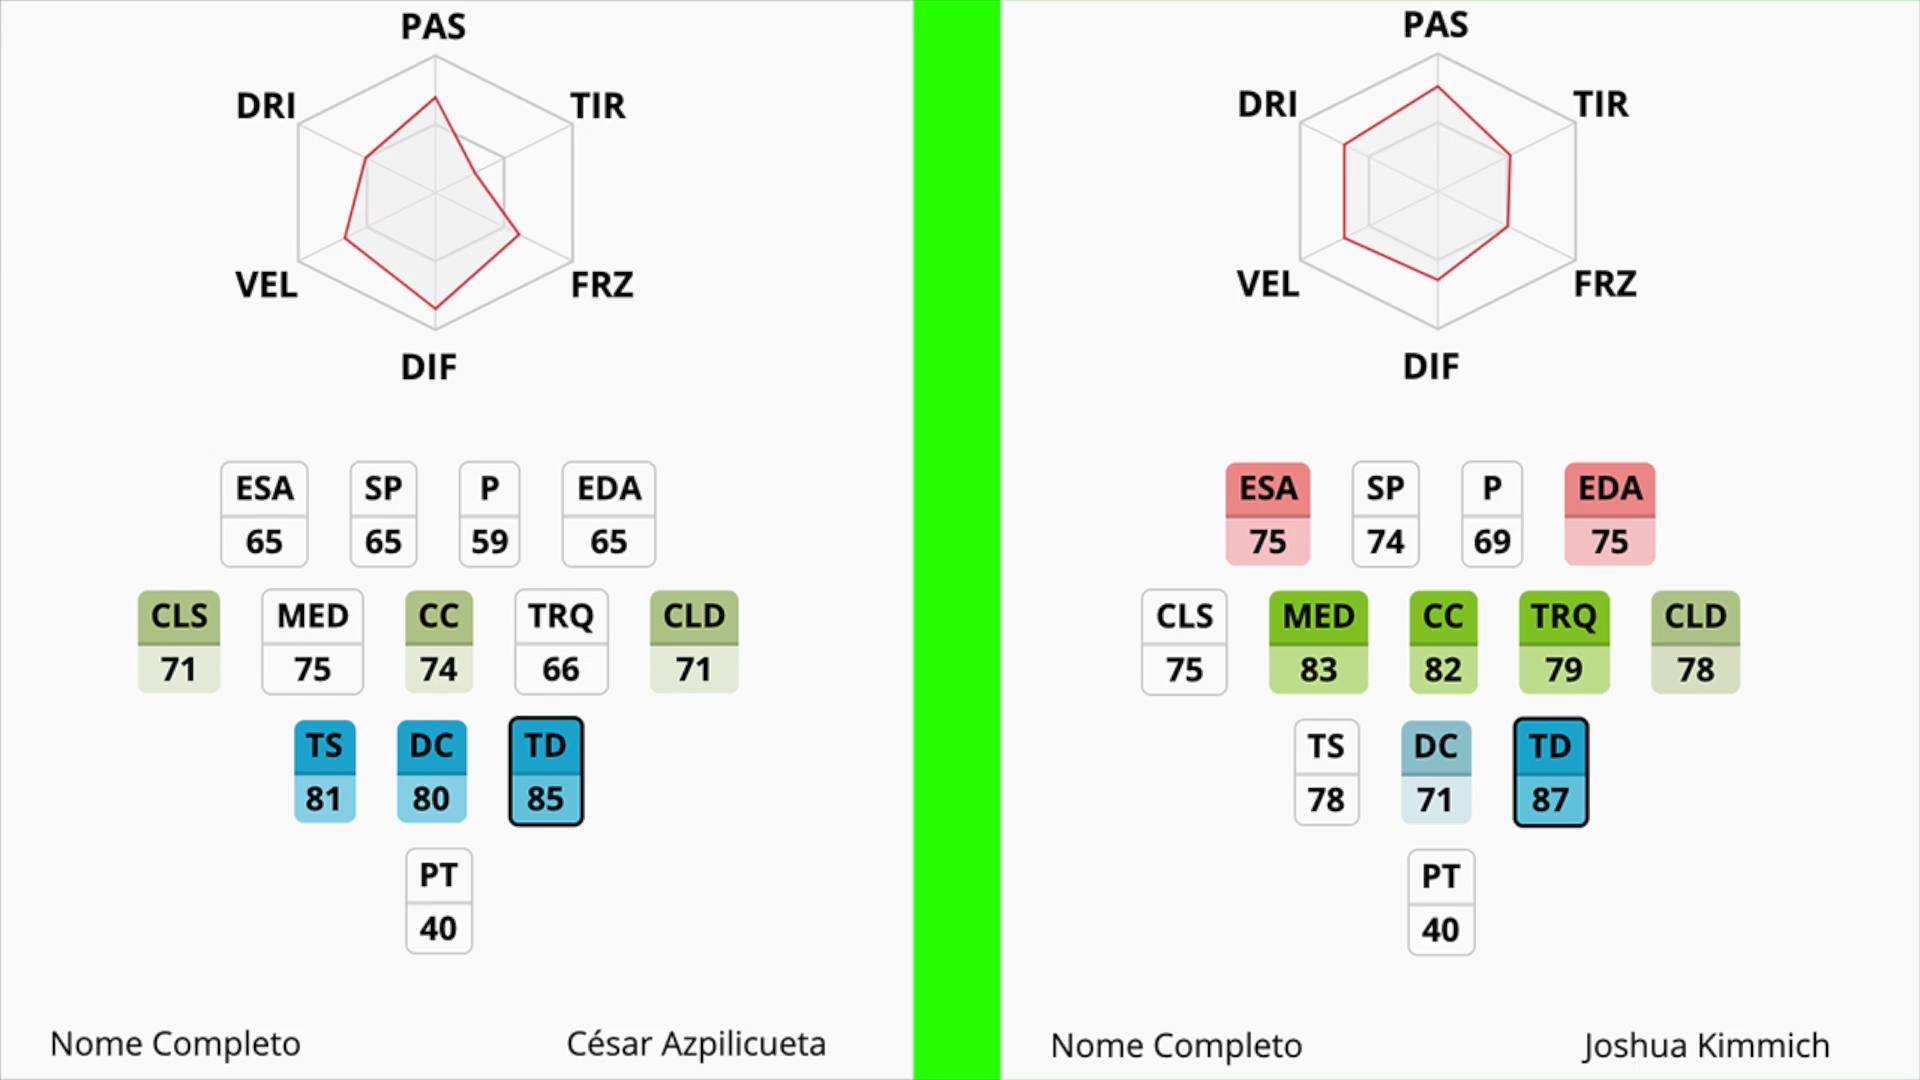 PAS
DRI TIR
VEL FRZ
DIF
ESA SP P EDA
65 65 59 65
CLS MED CC TRQ CLD
71 75 74 66 71
TS DC TD
81 80 85
PT
40
Nome Completo César Azpilicueta
PAS
DRI TIR
VEL FRZ
DIF
ESA SP P EDA
75 74 69 75
CLS MED CC TRQ CLD
75 83 82 79 78
TS DC TD
78 71 87
PT
40
Nome Completo Joshua Kimmich